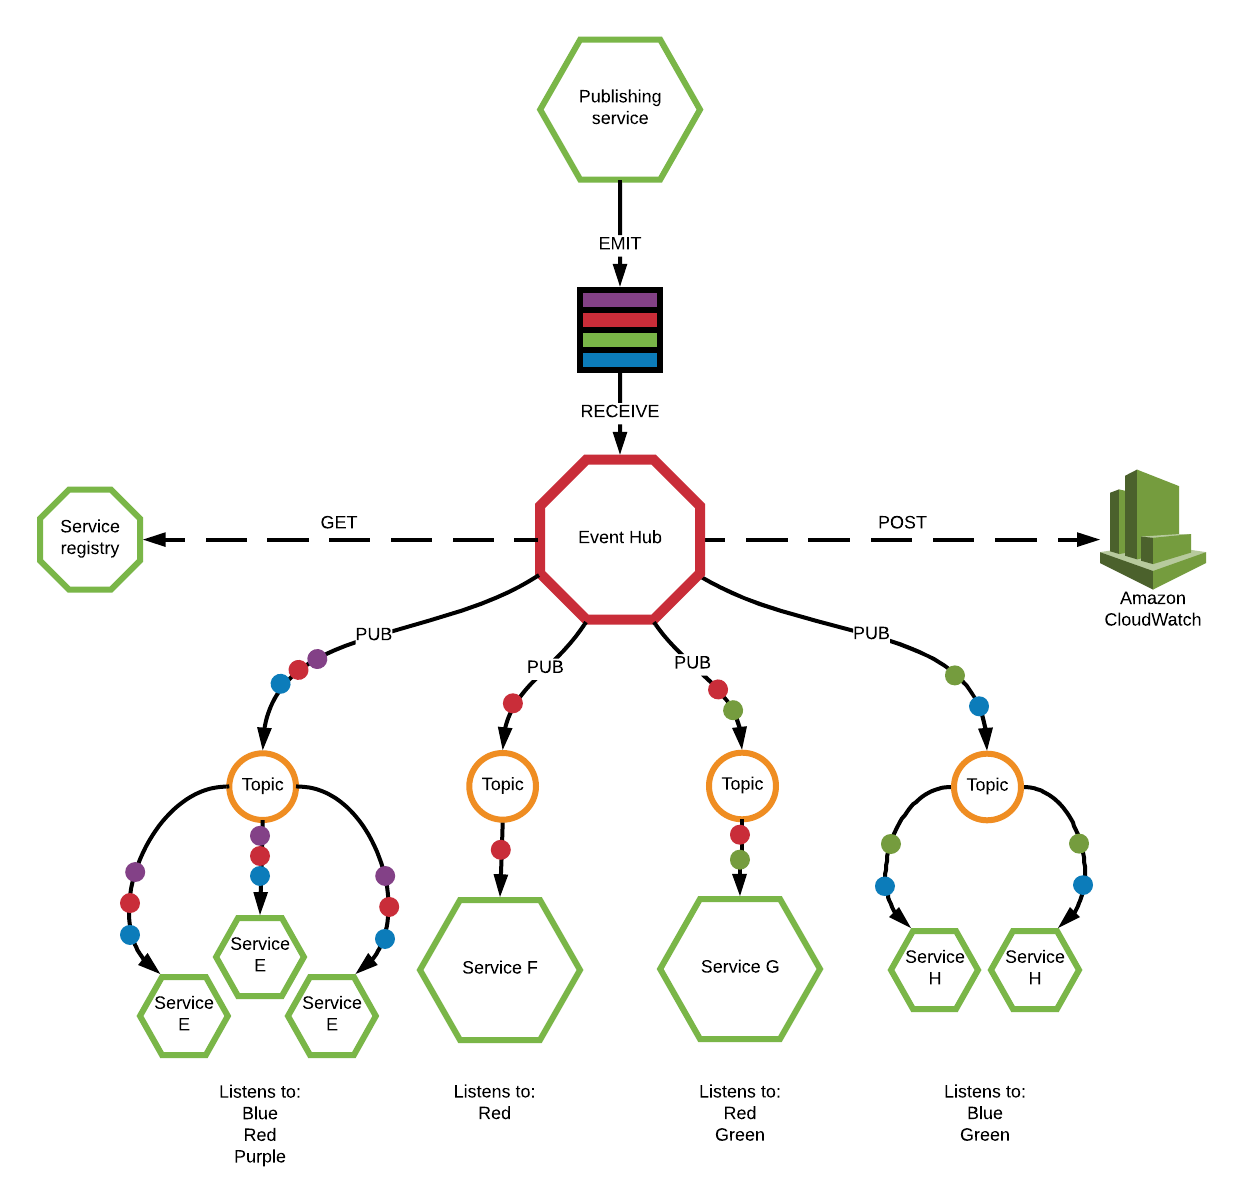 Publishing
service
EMIT
RECEIVE
Service
registry
GET
Event Hub
POST
Amazon
CloudWatch
PUB
PUB
PUB
PUB
Topic
Topic
Topic
Topic
Service
E
Service
E
Service
E
Service F
Service G
Service
H
Service
H
Listens to:
Blue
Red
Purple
Listens to:
Red
Listens to:
Red
Green
Listens to:
Blue
Green